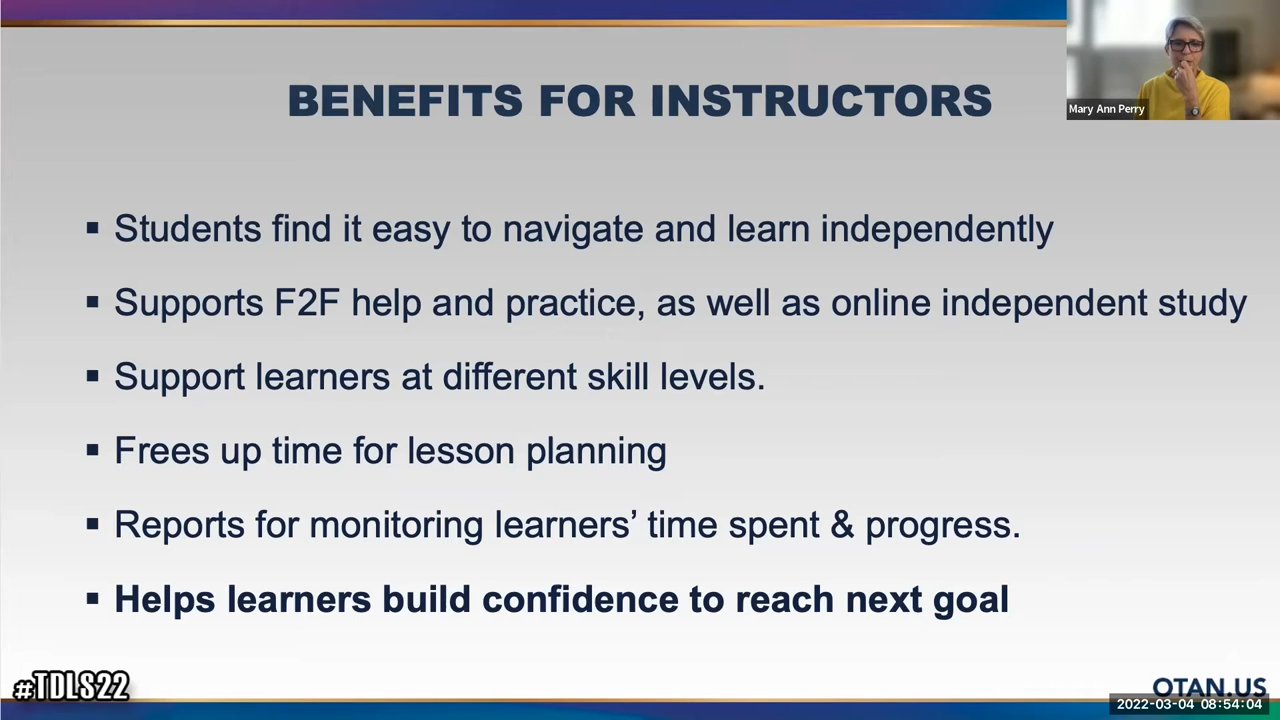 BENEFITS FOR INSTRUCTORS
Mary Ann Perry
▪ Students find it easy to navigate and learn independently
▪ Supports F2F help and practice, as well as online independent study
▪ Support learners at different skill levels.
▪ Frees up time for lesson planning
▪ Reports for monitoring learners’ time spent & progress.
▪ Helps learners build confidence to reach next goal
#TDLS22
OTAN.US
2022-03-04 08:54:04